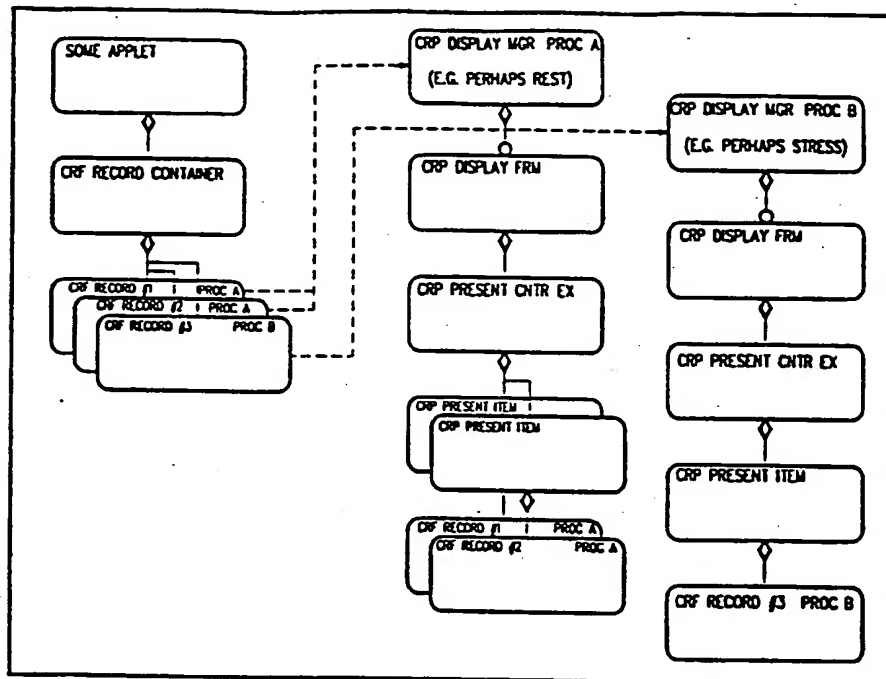 SOME APPLET
CRF RECORD CONTAINER
CRF RECORD #1 PROC A
CRF RECORD #2 PROC A
CRF RECORD #3 PROC B
CRP DISPLAY MGR PROC A
(E.G. PERHAPS REST)
CRP DISPLAY FRM
CRP PRESENT CNTR EX
CRP PRESENT ITEM
CRP PRESENT ITEM
CRF RECORD #1 PROC A
CRF RECORD #2 PROC A
CRP DISPLAY MGR PROC B
(E.G. PERHAPS STRESS)
CRP DISPLAY FRM
CRP PRESENT CNTR EX
CRP PRESENT ITEM
CRF RECORD #3 PROC B